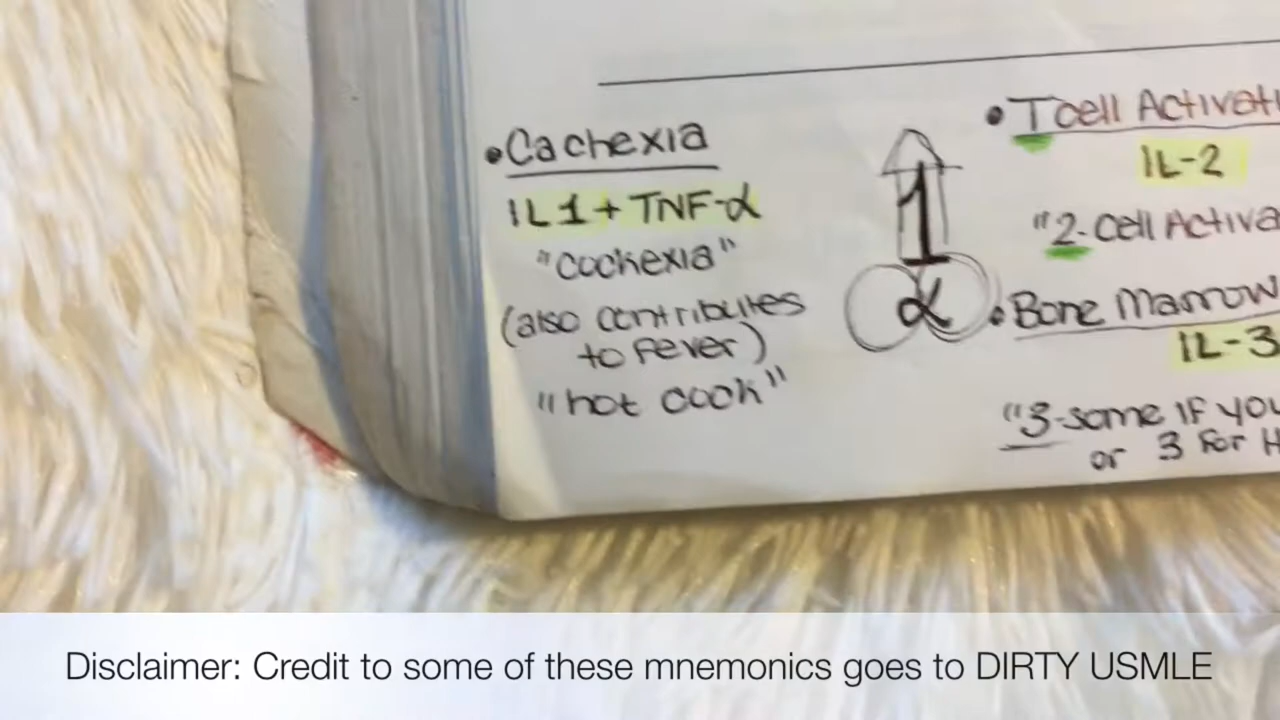 • Cachexia
IL1 + TNF-α
"cockexia"
(also contributes
to fever)
"hot cock"
1
α
• T cell Activati
IL-2
"2-cell Activa
• Bone Marrow
IL-3
"3-some if you
or 3 for H
Disclaimer: Credit to some of these mnemonics goes to DIRTY USMLE